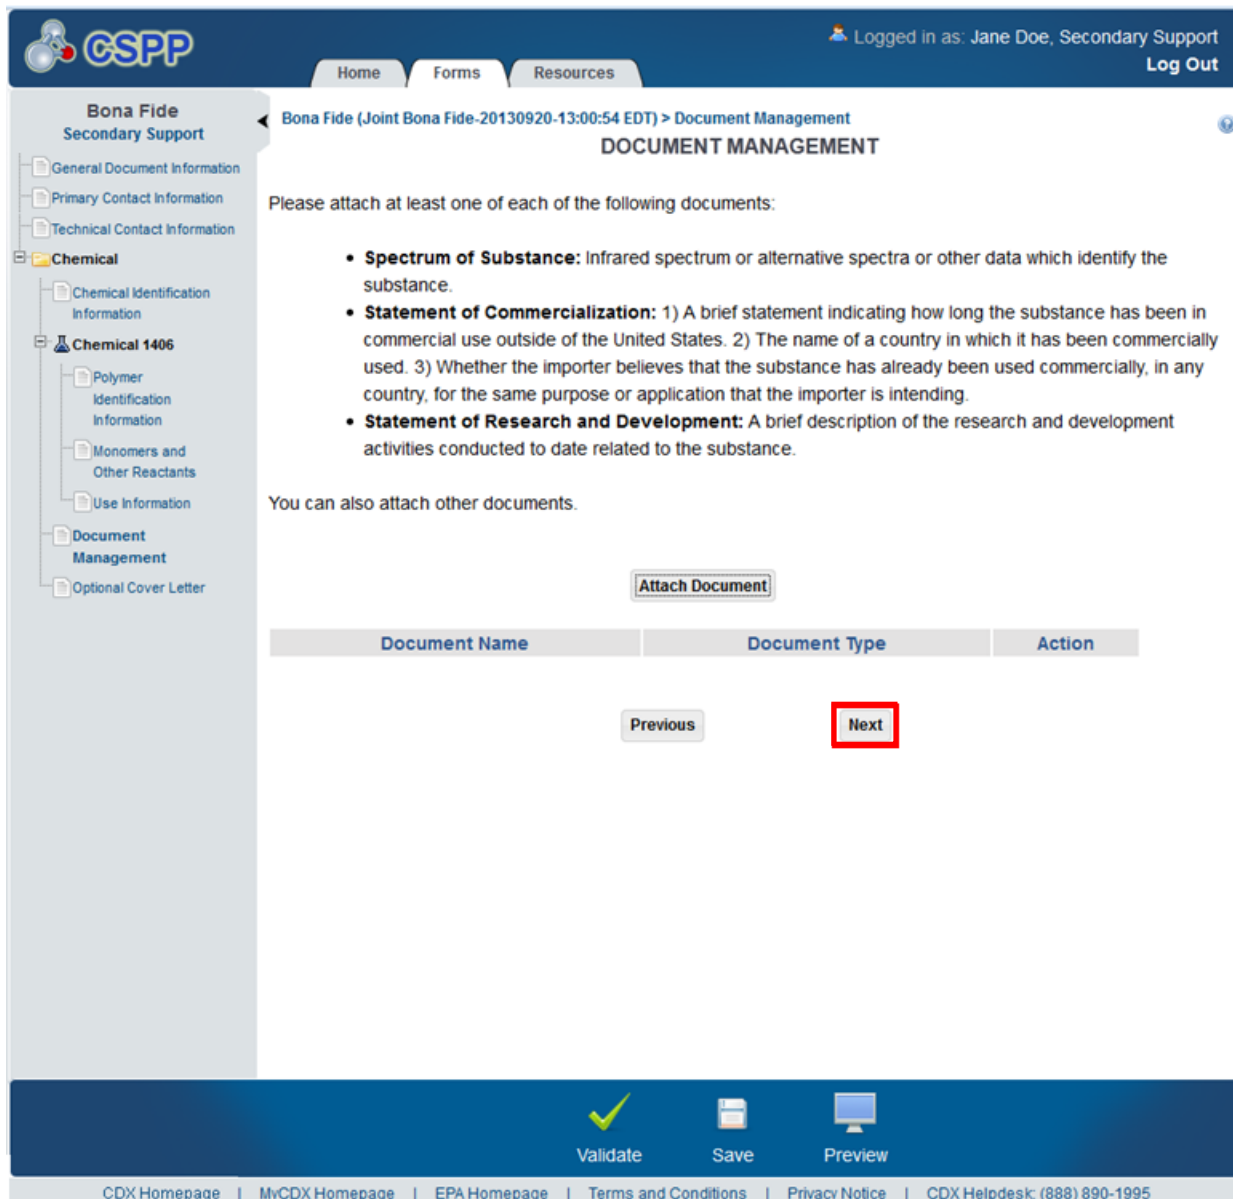 CSPP
Logged in as: Jane Doe, Secondary Support
Log Out
Home Forms Resources
Bona Fide
Secondary Support
General Document Information
Primary Contact Information
Technical Contact Information
Chemical
Chemical Identification
Information
Chemical 1406
Polymer
Identification
Information
Monomers and
Other Reactants
Use Information
Document
Management
Optional Cover Letter
Bona Fide (Joint Bona Fide-20130920-13:00:54 EDT) > Document Management
DOCUMENT MANAGEMENT
Please attach at least one of each of the following documents:
• Spectrum of Substance: Infrared spectrum or alternative spectra or other data which identify the
substance.
• Statement of Commercialization: 1) A brief statement indicating how long the substance has been in
commercial use outside of the United States. 2) The name of a country in which it has been commercially
used. 3) Whether the importer believes that the substance has already been used commercially, in any
country, for the same purpose or application that the importer is intending.
• Statement of Research and Development: A brief description of the research and development
activities conducted to date related to the substance.
You can also attach other documents.
Attach Document
Document Name Document Type Action
Previous Next
Validate Save Preview
CDX Homepage | MyCDX Homepage | EPA Homepage | Terms and Conditions | Privacy Notice | CDX Helpdesk: (888) 890-1995